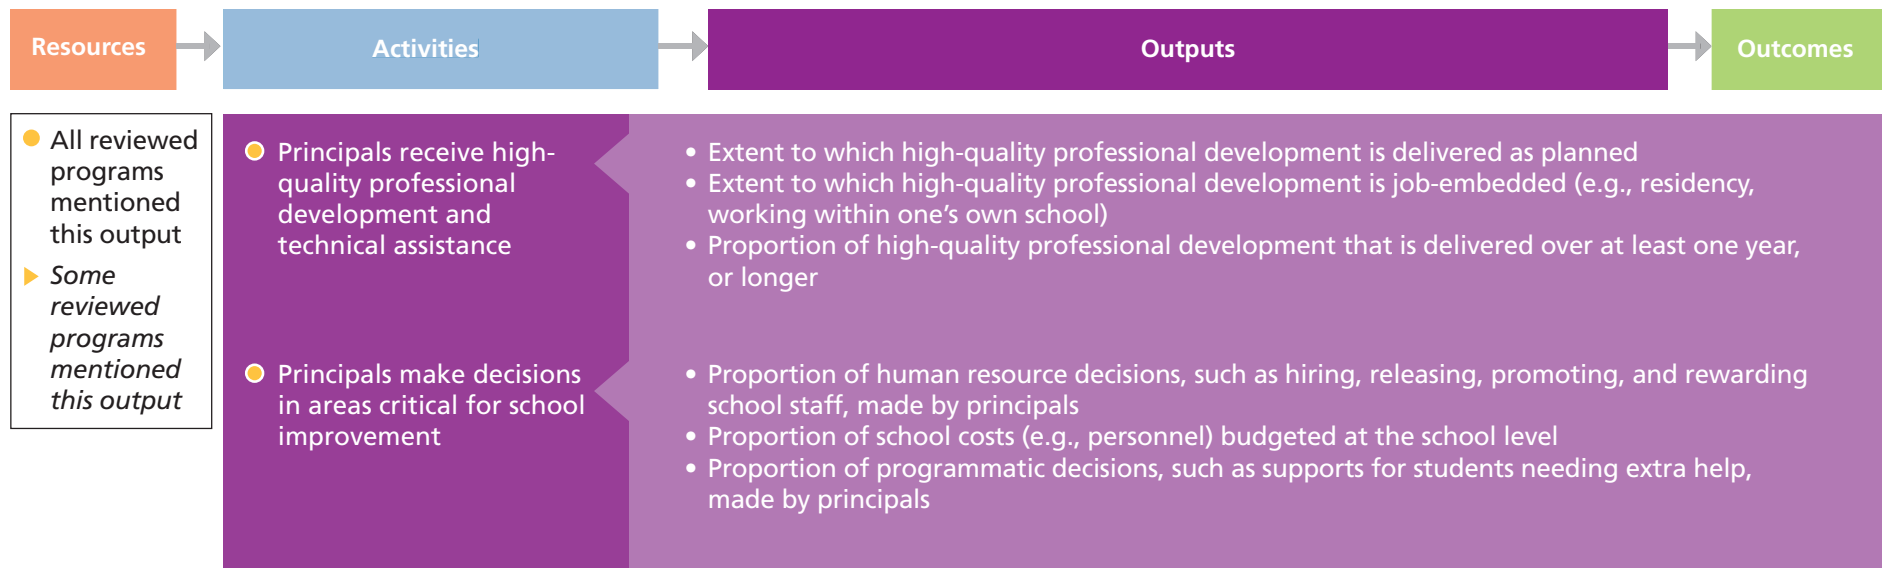 Resources
Activities
Outputs
Outcomes
All reviewed
programs
mentioned
this output
Some
reviewed
programs
mentioned
this output
Principals receive high-
quality professional
development and
technical assistance
• Extent to which high-quality professional development is delivered as planned
• Extent to which high-quality professional development is job-embedded (e.g., residency,
working within one’s own school)
• Proportion of high-quality professional development that is delivered over at least one year,
or longer
Principals make decisions
in areas critical for school
improvement
• Proportion of human resource decisions, such as hiring, releasing, promoting, and rewarding
school staff, made by principals
• Proportion of school costs (e.g., personnel) budgeted at the school level
• Proportion of programmatic decisions, such as supports for students needing extra help,
made by principals